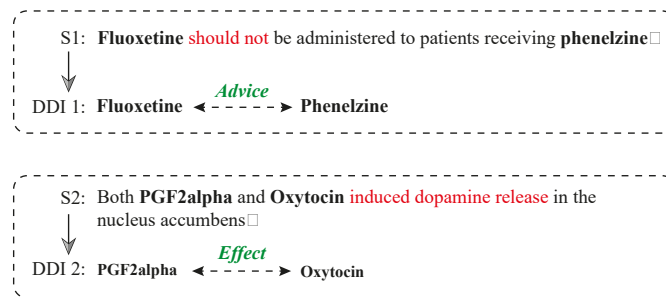 S1: Fluoxetine should not be administered to patients receiving phenelzine□
Advice
DDI 1: Fluoxetine Phenelzine
S2: Both PGF2alpha and Oxytocin induced dopamine release in the
nucleus accumbens□
Effect
DDI 2: PGF2alpha Oxytocin